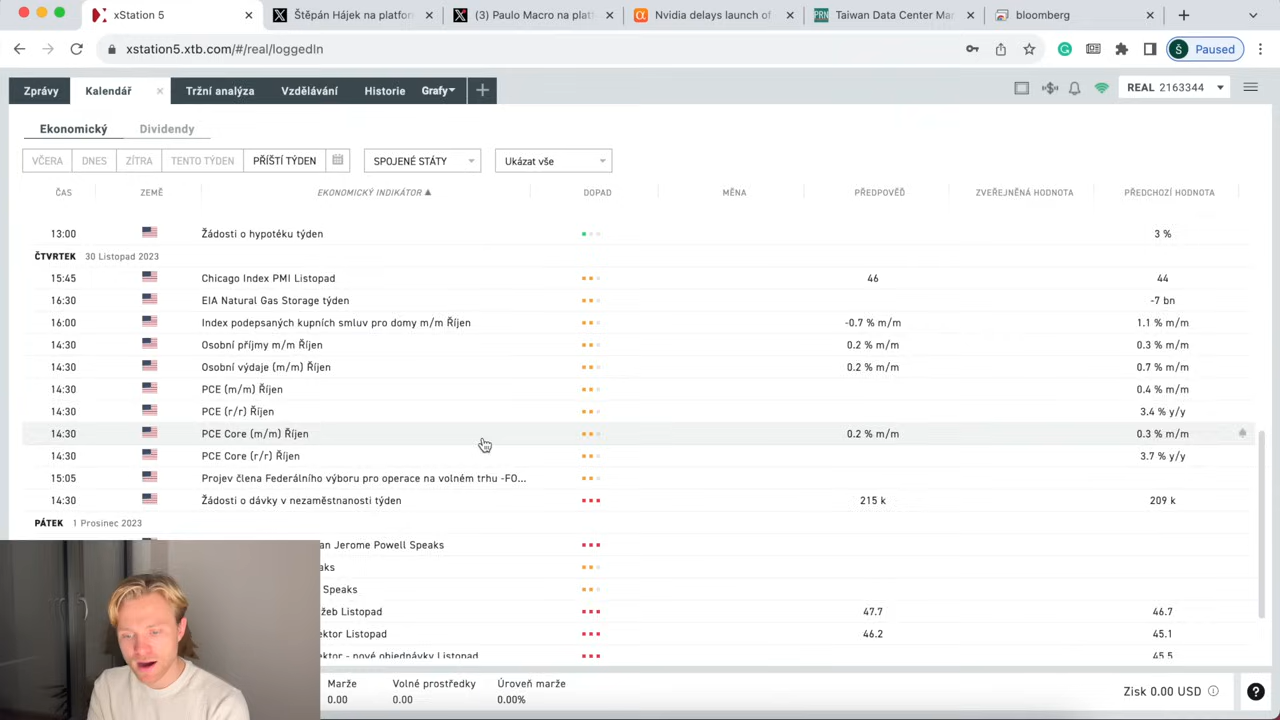 xStation 5
Štěpán Hájek na platfor
(3) Paulo Macro na platf
Nvidia delays launch of
Taiwan Data Center Mar
bloomberg
xstation5.xtb.com/#/real/loggedIn
Š Paused
Zprávy Kalendář Tržní analýza Vzdělávání Historie Grafy
REAL 2163344
Ekonomický Dividendy
VČERA DNES ZÍTRA TENTO TÝDEN PŘÍŠTÍ TÝDEN SPOJENÉ STÁTY Ukázat vše
ČAS ZEMĚ EKONOMICKÝ INDIKÁTOR DOPAD MĚNA PŘEDPOVĚĎ ZVEŘEJNĚNÁ HODNOTA PŘEDCHOZÍ HODNOTA
13:00 Žádosti o hypotéku týden 3 %
ČTVRTEK 30 Listopad 2023
15:45 Chicago Index PMI Listopad 46 44
16:30 EIA Natural Gas Storage týden -7 bn
16:00 Index podepsaných kupních smluv pro domy m/m Říjen -0.7 % m/m 1.1 % m/m
14:30 Osobní příjmy m/m Říjen 0.2 % m/m 0.3 % m/m
14:30 Osobní výdaje (m/m) Říjen 0.2 % m/m 0.7 % m/m
14:30 PCE (m/m) Říjen 0.4 % m/m
14:30 PCE (r/r) Říjen 3.4 % y/y
14:30 PCE Core (m/m) Říjen 0.2 % m/m 0.3 % m/m
14:30 PCE Core (r/r) Říjen 3.7 % y/y
15:05 Projev člena Federálního výboru pro operace na volném trhu -FO...
14:30 Žádosti o dávky v nezaměstnanosti týden 215 k 209 k
PÁTEK 1 Prosinec 2023
an Jerome Powell Speaks
aks
Speaks
žeb Listopad 47.7 46.7
ektor Listopad 46.2 45.1
ektor - nové objednávky Listopad 45.5
Marže Volné prostředky Úroveň marže
0.00 0.00 0.00%
Zisk 0.00 USD